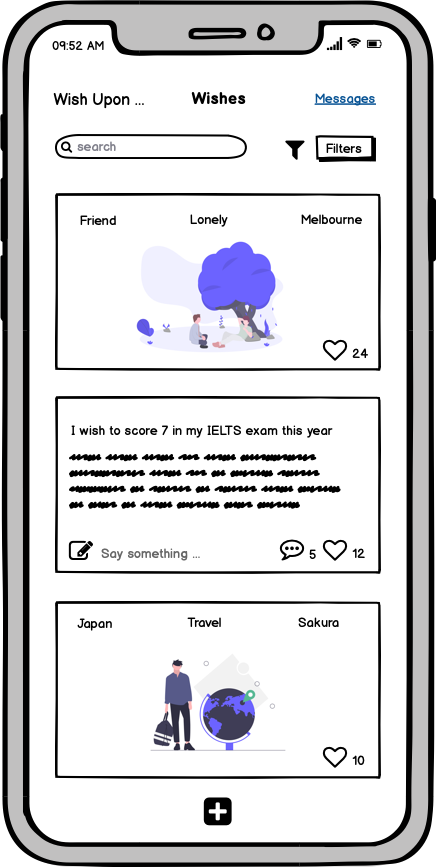 09:52 AM
Wish Upon ... Wishes Messages
search Filters
Friend Lonely Melbourne
24
I wish to score 7 in my IELTS exam this year
Say something ... 5 12
Japan Travel Sakura
10